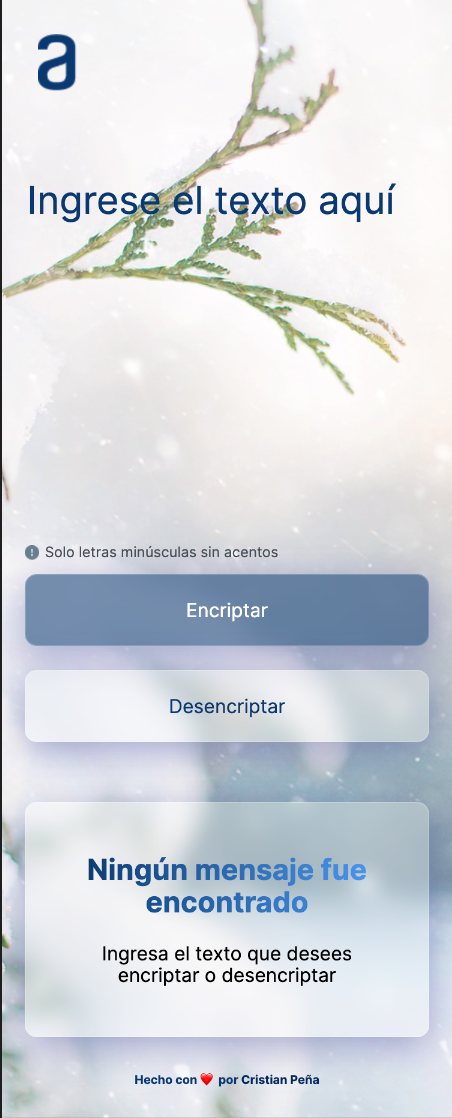 a
Ingrese el texto aquí
Solo letras minúsculas sin acentos
Encriptar
Desencriptar
Ningún mensaje fue
encontrado
Ingresa el texto que desees
encriptar o desencriptar
Hecho con ❤️ por Cristian Peña